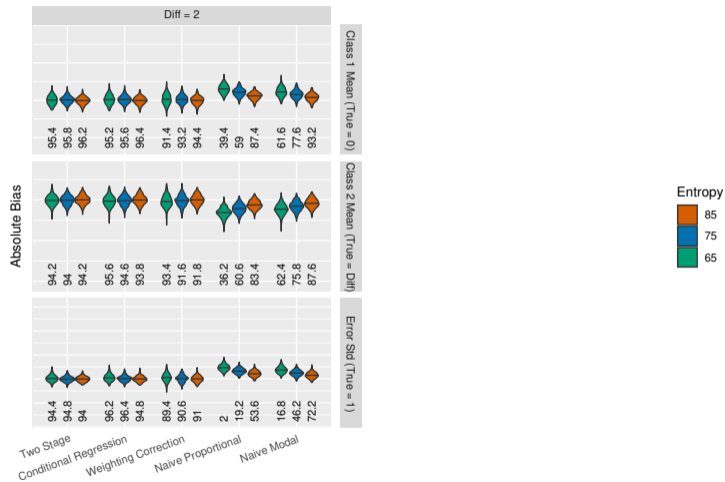 Diff = 2
Absolute Bias
Class 1 Mean (True = 0)
95.4 95.8 96.2 95.2 95.6 96.4 91.4 93.2 94.4 39.4 59 87.4 61.6 77.6 93.2
Class 2 Mean (True = Diff)
94.2 94 94.2 95.6 94.6 93.8 93.4 91.6 91.8 36.2 60.6 83.4 62.4 75.8 87.6
Error Std (True = 1)
94.4 94.8 94 96.2 96.4 94.8 89.4 90.6 91 2 19.2 53.6 16.8 46.2 72.2
Two Stage
Conditional Regression
Weighting Correction
Naive Proportional
Naive Modal
Entropy
85
75
65